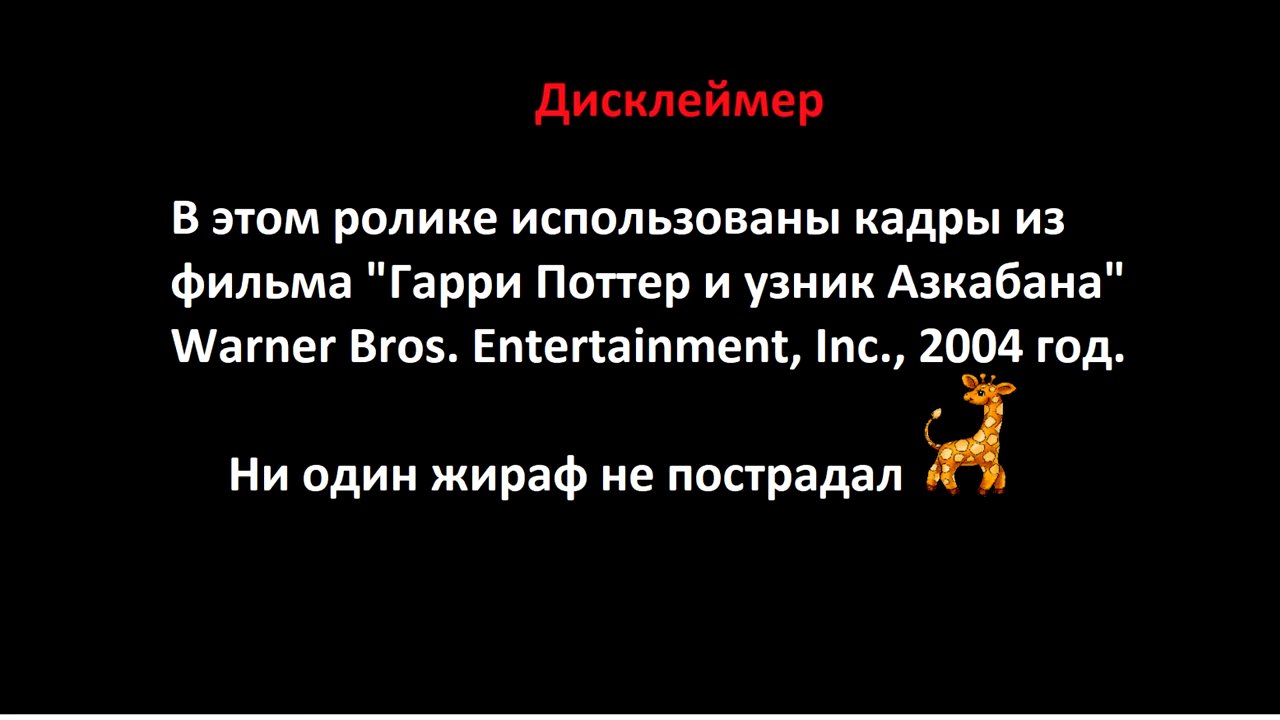 Дисклеймер
В этом ролике использованы кадры из
фильма "Гарри Поттер и узник Азкабана"
Warner Bros. Entertainment, Inc., 2004 год.
Ни один жираф не пострадал